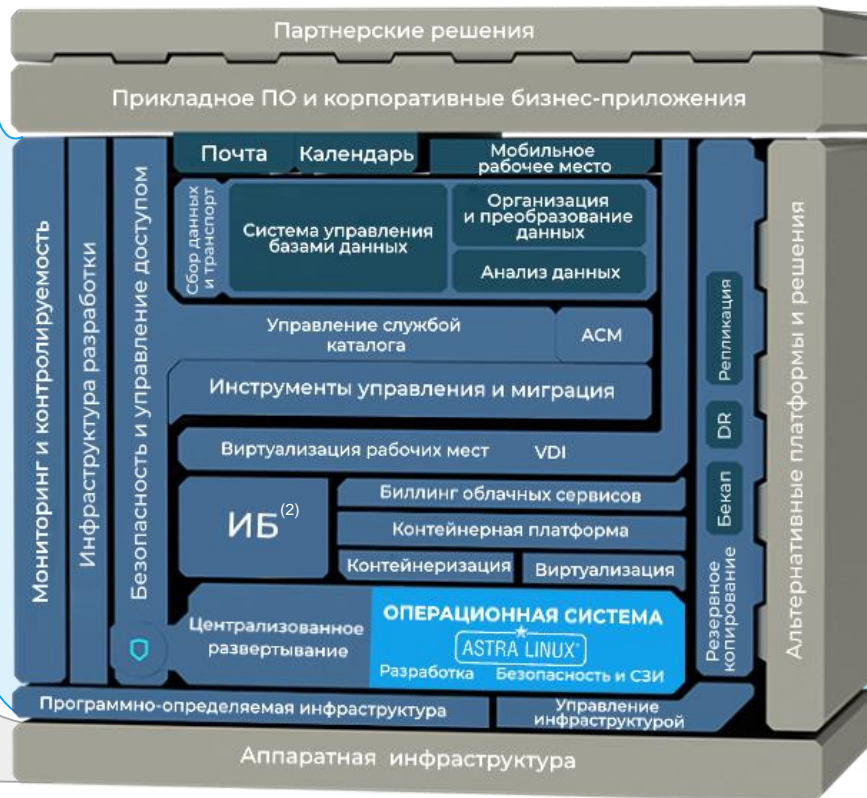 Партнерские решения
Прикладное ПО и корпоративные бизнес-приложения
Мониторинг и контролируемость
Инфраструктура разработки
Безопасность и управление доступом
Почта
Календарь
Мобильное
рабочее место
Сбор данных
и транспорт
Система управления
базами данных
Организация
и преобразование
данных
Анализ данных
Управление службой
каталога
ACM
Инструменты управления и миграция
Виртуализация рабочих мест VDI
ИБ(2)
Биллинг облачных сервисов
Контейнерная платформа
Контейнеризация
Виртуализация
Централизованное
развертывание
ОПЕРАЦИОННАЯ СИСТЕМА
ASTRA LINUX®
Разработка
Безопасность и СЗИ
Репликация
DR
Бекап
Резервное
копирование
Альтернативные платформы и решения
Программно-определяемая инфраструктура
Управление
инфраструктурой
Аппаратная инфраструктура